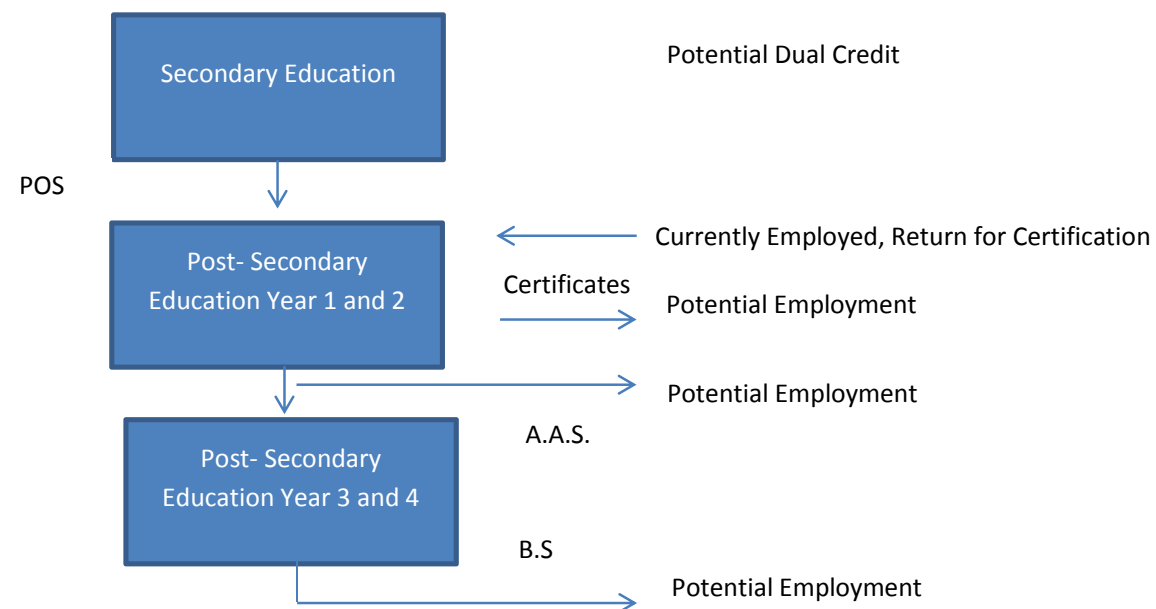 Secondary Education
Potential Dual Credit
POS
Post- Secondary
Education Year 1 and 2
Currently Employed, Return for Certification
Certificates
Potential Employment
Potential Employment
A.A.S.
Post- Secondary
Education Year 3 and 4
B.S
Potential Employment